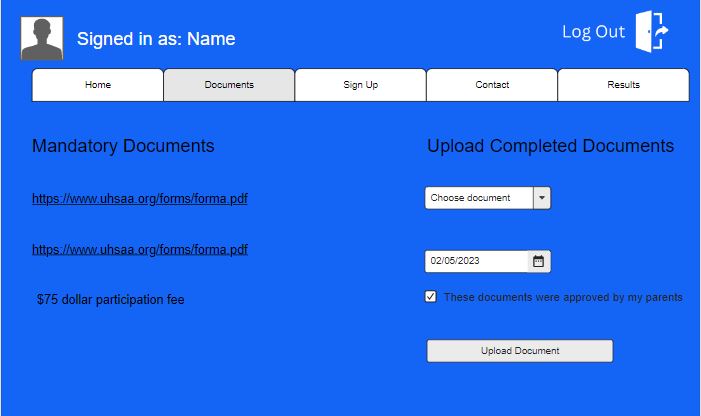 Signed in as: Name
Log Out
Home
Documents
Sign Up
Contact
Results
Mandatory Documents
Upload Completed Documents
https://www.uhsaa.org/forms/forma.pdf
Choose document
https://www.uhsaa.org/forms/forma.pdf
02/05/2023
$75 dollar participation fee
These documents were approved by my parents
Upload Document